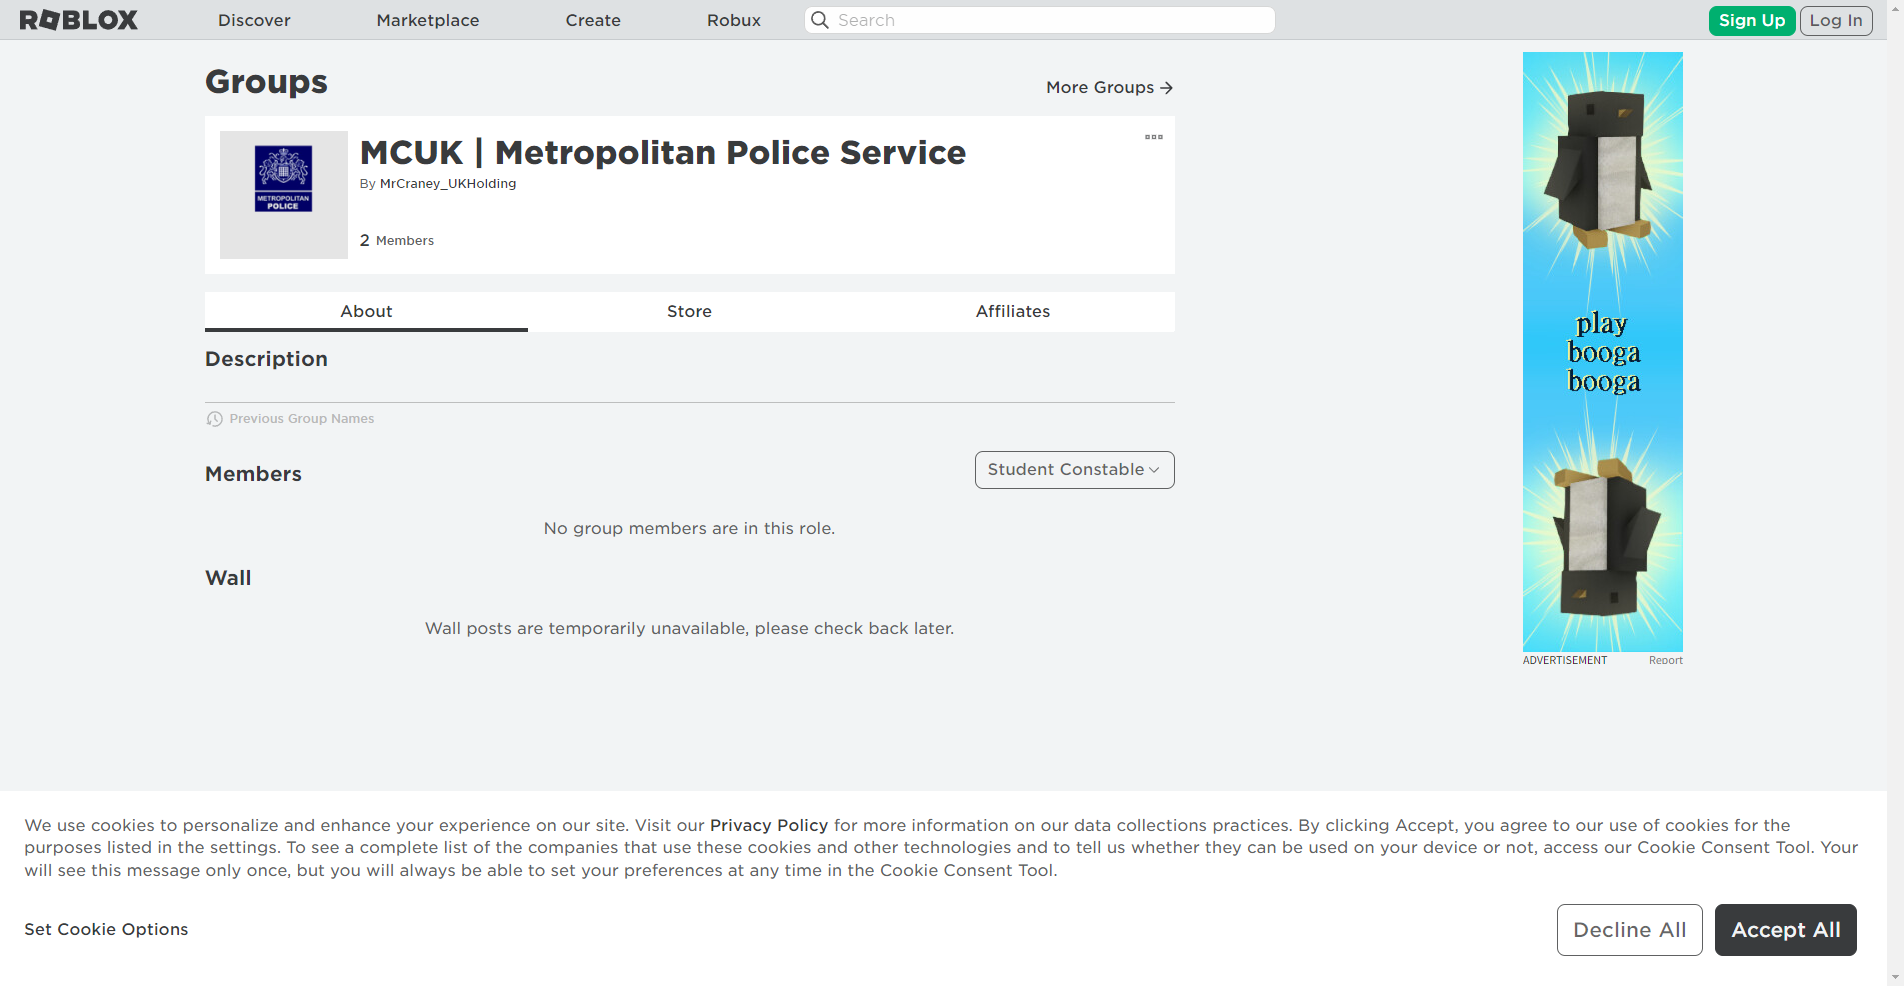 ROBLOX
Discover
Marketplace
Create
Robux
Search
Sign Up
Log In
Groups
More Groups
METROPOLITAN
POLICE
MCUK | Metropolitan Police Service
By MrCraney_UKHolding
2 Members
About
Store
Affiliates
Description
Previous Group Names
Members
Student Constable
No group members are in this role.
Wall
Wall posts are temporarily unavailable, please check back later.
play
booga
booga
ADVERTISEMENT
Report
We use cookies to personalize and enhance your experience on our site. Visit our Privacy Policy for more information on our data collections practices. By clicking Accept, you agree to our use of cookies for the
purposes listed in the settings. To see a complete list of the companies that use these cookies and other technologies and to tell us whether they can be used on your device or not, access our Cookie Consent Tool. Your
will see this message only once, but you will always be able to set your preferences at any time in the Cookie Consent Tool.
Set Cookie Options
Decline All
Accept All